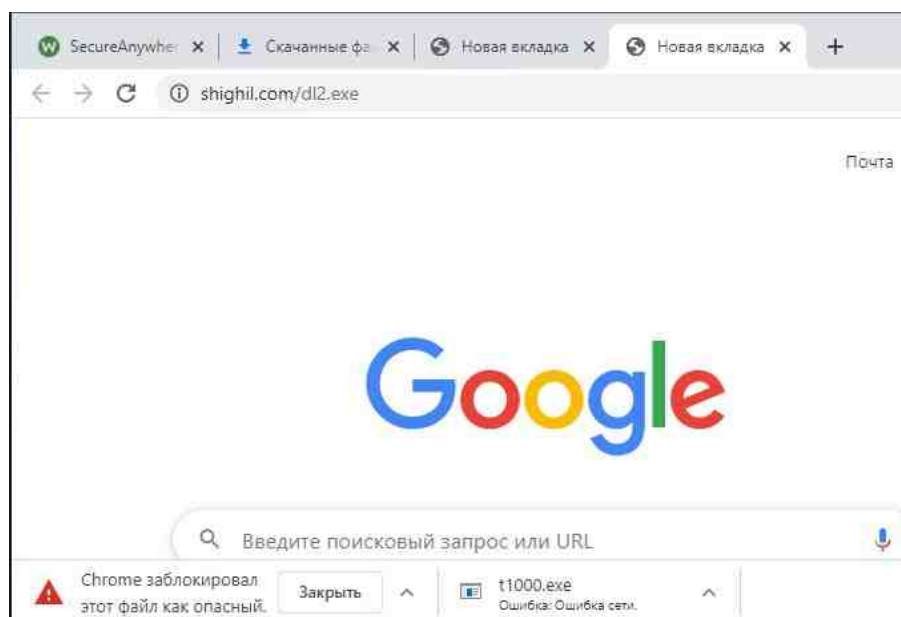 SecureAnywhe
Скачанные фа
Новая вкладка
Новая вкладка
shighil.com/dl2.exe
Почта
Google
Введите поисковый запрос или URL
Chrome заблокировал
этот файл как опасный.
Закрыть
t1000.exe
Ошибка: Ошибка сети.